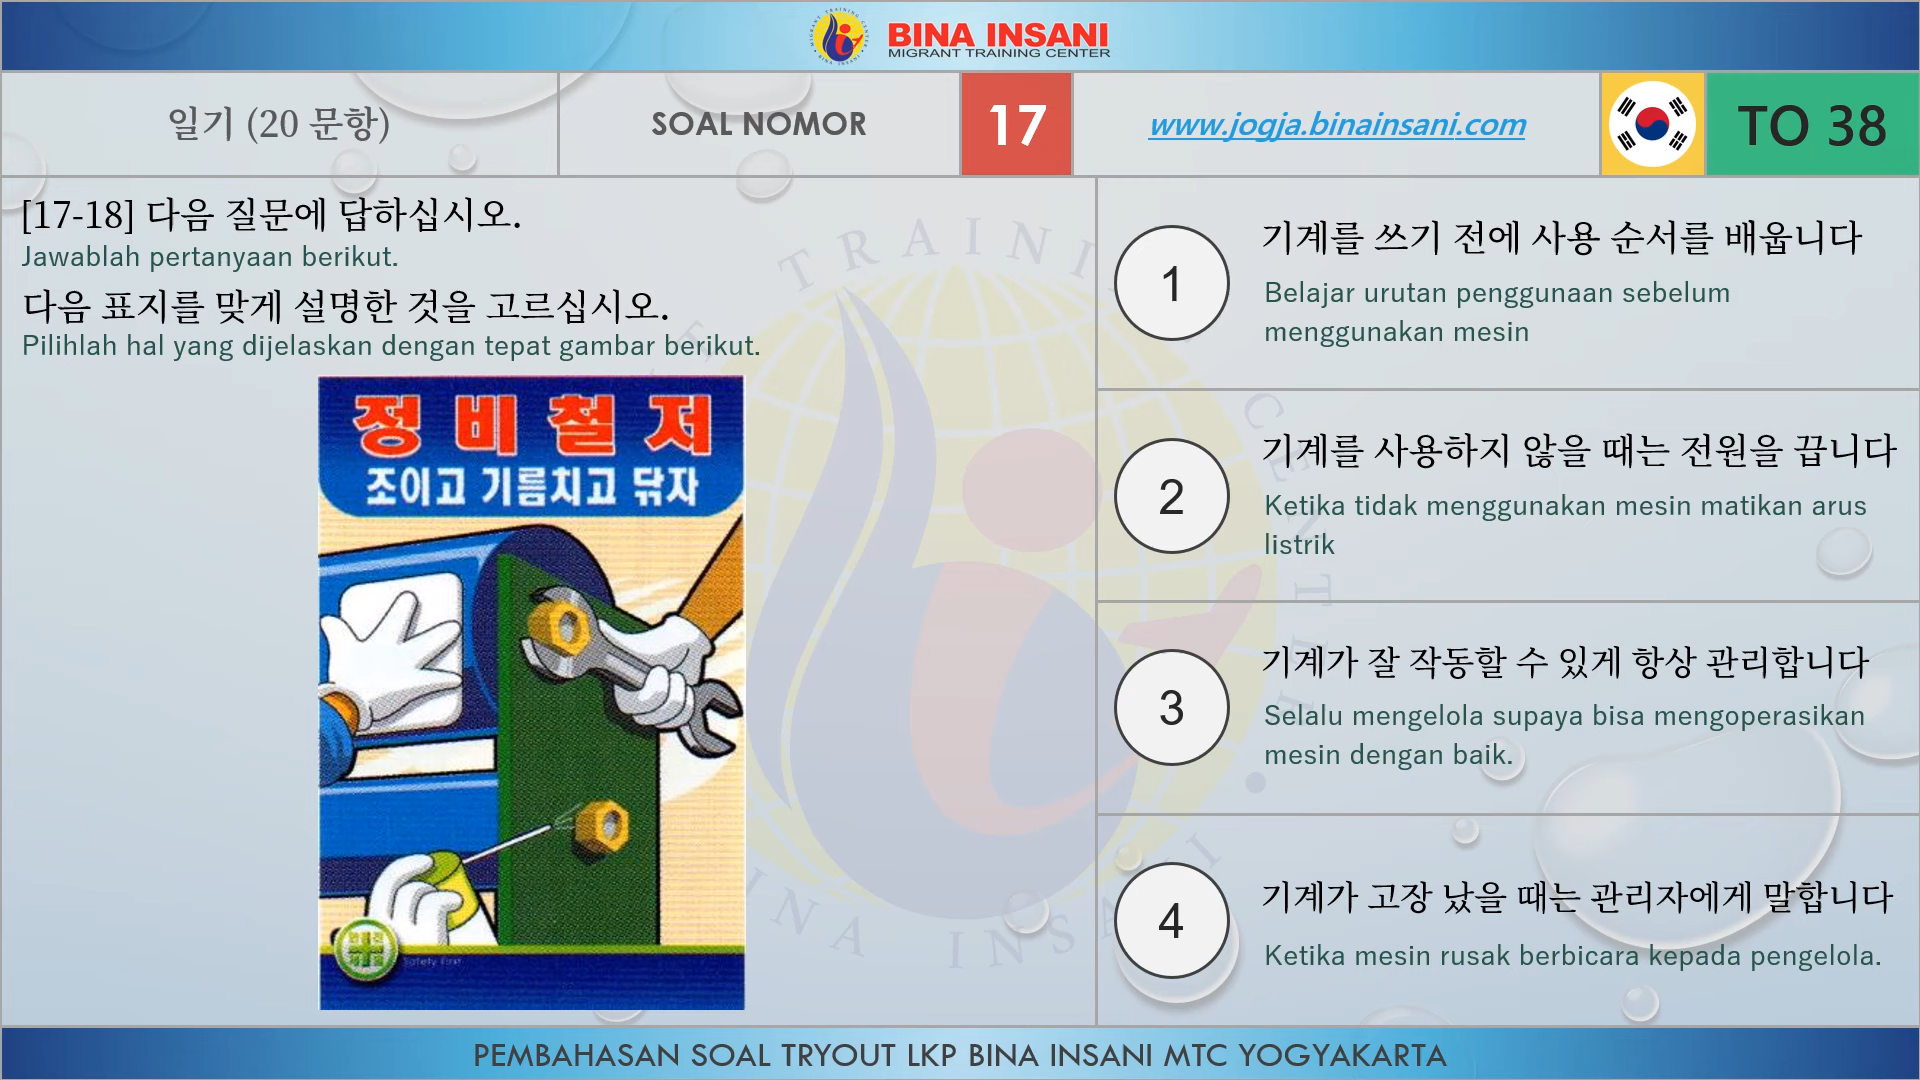 BINA INSANI
MIGRANT TRAINING CENTER
일기 (20 문항)
SOAL NOMOR
17
www.jogja.binainsani.com
TO 38
[17-18] 다음 질문에 답하십시오.
Jawablah pertanyaan berikut.
다음 표지를 맞게 설명한 것을 고르십시오.
Pilihlah hal yang dijelaskan dengan tepat gambar berikut.
정비철저
조이고 기름치고 닦자
Safety First
1
기계를 쓰기 전에 사용 순서를 배웁니다
Belajar urutan penggunaan sebelum
menggunakan mesin
2
기계를 사용하지 않을 때는 전원을 끕니다
Ketika tidak menggunakan mesin matikan arus
listrik
3
기계가 잘 작동할 수 있게 항상 관리합니다
Selalu mengelola supaya bisa mengoperasikan
mesin dengan baik.
4
기계가 고장 났을 때는 관리자에게 말합니다
Ketika mesin rusak berbicara kepada pengelola.
PEMBAHASAN SOAL TRYOUT LKP BINA INSANI MTC YOGYAKARTA